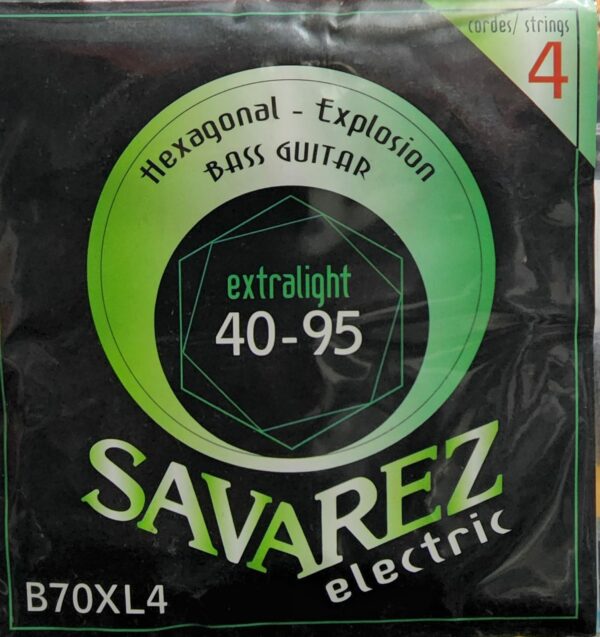 cordes/ strings
4
Hexagonal - Explosion
BASS GUITAR
extralight
40-95
SAVAREZ
electric
B70XL4